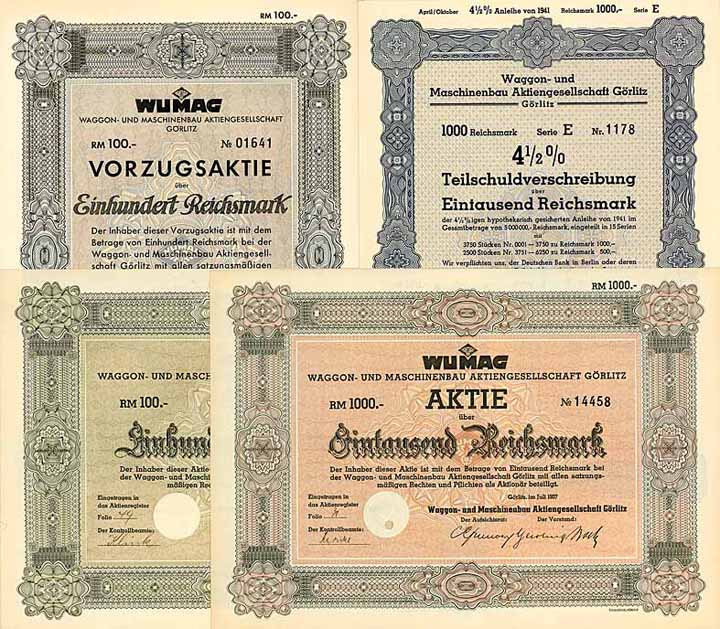 RM 100.-
WUMAG
WAGGON- UND MASCHINENBAU AKTIENGESELLSCHAFT
GÖRLITZ
RM 100.- № 01641
VORZUGSAKTIE
über
Einhundert Reichsmark
Der Inhaber dieser Vorzugsaktie ist mit dem
Betrage von Einhundert Reichsmark bei der
Waggon- und Maschinenbau Aktiengesell-
schaft Görlitz mit allen satzungsmäßigen
April/Oktober 4½% Anleihe von 1941 Reichsmark 1000,- Serie E
Waggon- und
Maschinenbau Aktiengesellschaft Görlitz
Görlitz
1000 Reichsmark Serie E Nr. 1178
4½%
Teilschuldverschreibung
über
Eintausend Reichsmark
der 4½%igen hypothekarisch gesicherten Anleihe von 1941 im
Gesamtbetrage von 5000000,- Reichsmark, eingeteilt in 15 Serien
mit
3750 Stücken Nr. 0001 — 3750 zu Reichsmark 1000,-
2500 Stücken Nr. 3751 — 6250 zu Reichsmark 500,-
Wir verpflichten uns, der Deutschen Bank in Berlin oder deren
WAGGON- UND MASC
RM 100.-
Einhun
Der Inhaber dieser Aktie
der Waggon- und Maschi
mäßigen
Eingetragen in
das Aktienregister
Folio 49
Der Kontrollbeamte:
RM 1000.-
WUMAG
WAGGON- UND MASCHINENBAU AKTIENGESELLSCHAFT GÖRLITZ
RM 1000.- AKTIE № 14458
über
Eintausend Reichsmark
Der Inhaber dieser Aktie ist mit dem Betrage von Eintausend Reichsmark bei
der Waggon- und Maschinenbau Aktiengesellschaft Görlitz mit allen satzungs-
mäßigen Rechten und Pflichten als Aktionär beteiligt.
Eingetragen in
das Aktienregister
Folio
Der Kontrollbeamte:
Görlitz, im Juli 1937
Waggon- und Maschinenbau Aktiengesellschaft Görlitz
Der Aufsichtsrat: Der Vorstand: